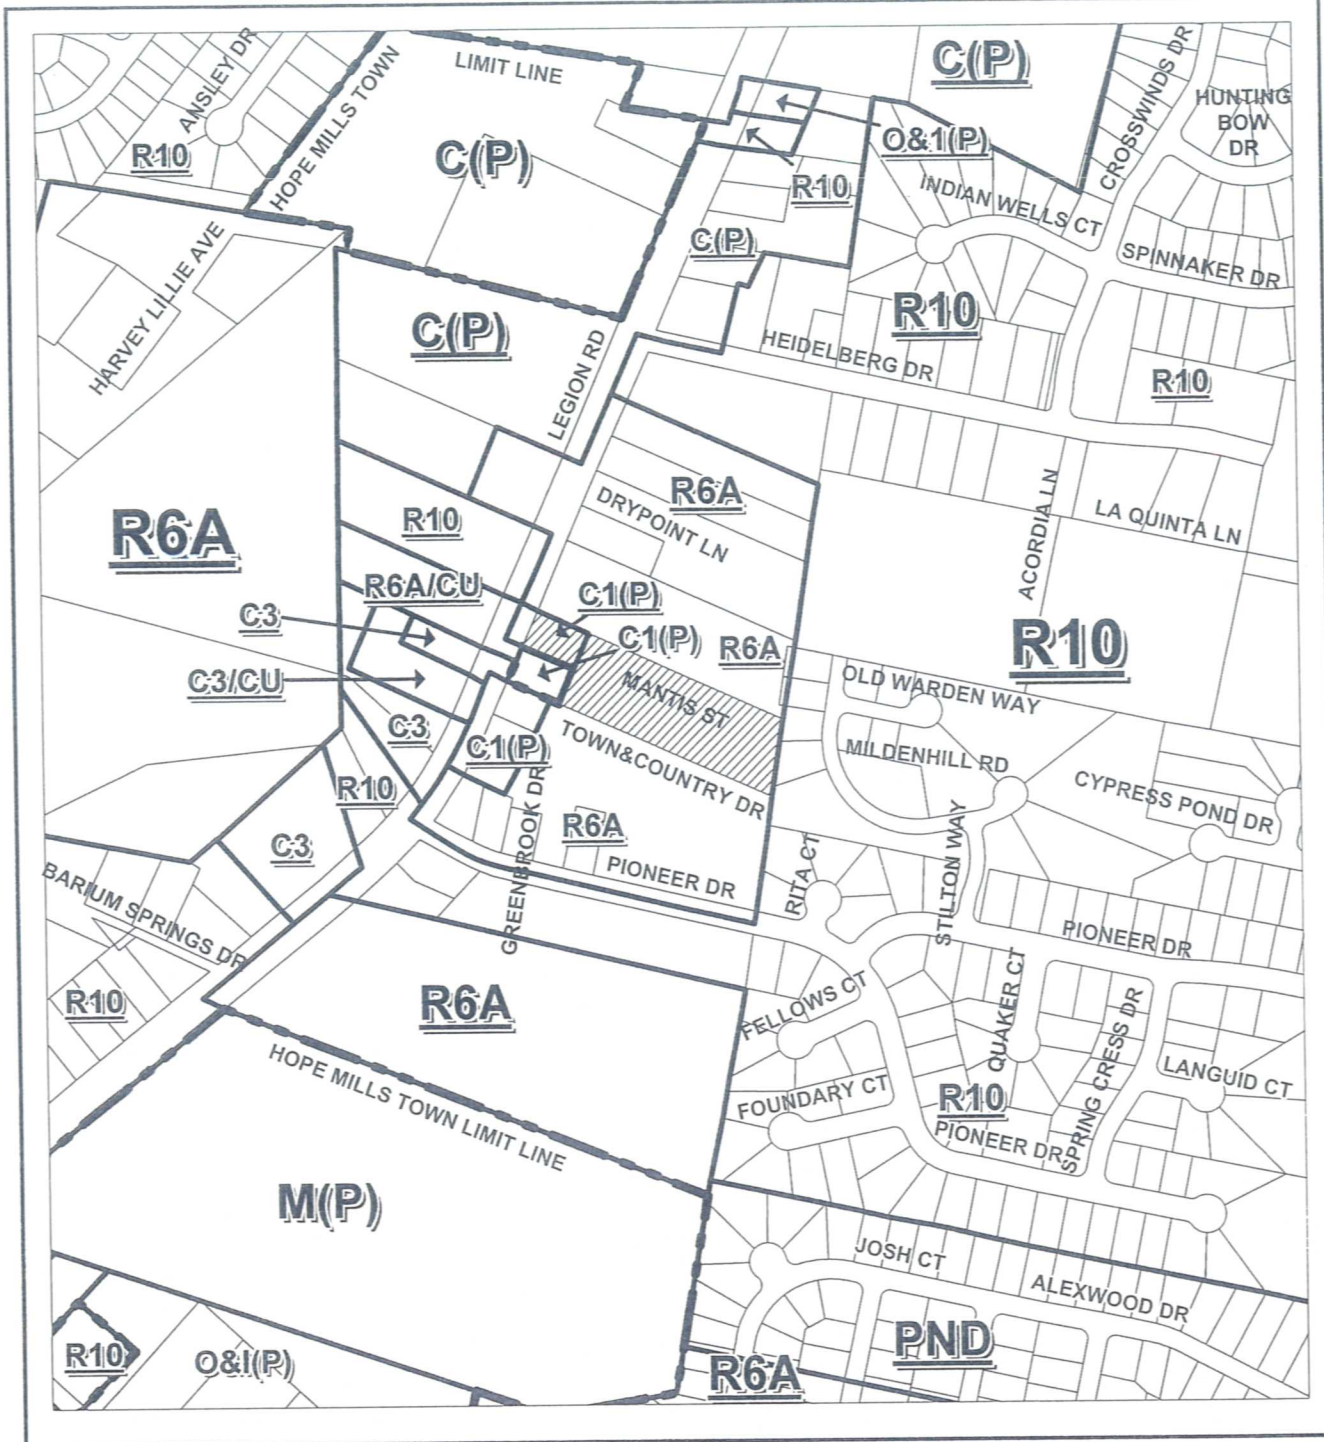 ANSLEY DR
HOPE MILLS TOWN
LIMIT LINE
C(P)
CROSSWINDS DR
HUNTING
BOW
DR
R10
C(P)
O&1(P)
R10
INDIAN WELLS CT
HARVEY LILLIE AVE
C(P)
SPINNAKER DR
C(P)
LEGION RD
HEIDELBERG DR
R10
R10
R6A
R10
DRYPOINT LN
R6A
ACORDIA LN
LA QUINTA LN
R6A/CU
C1(P)
C3
C1(P)
R6A
R10
C3/CU
MANTIS ST
OLD WARDEN WAY
C3
C1(P)
TOWN&COUNTRY DR
MILDENHILL RD
CYPRESS POND DR
R10
GREENBROOK DR
R6A
STILTON WAY
C3
PIONEER DR
RITA CT
BARIUM SPRINGS DR
PIONEER DR
R10
R6A
FELLOWS CT
QUAKER CT
SPRING CRESS DR
HOPE MILLS TOWN LIMIT LINE
FOUNDARY CT
R10
LANGUID CT
PIONEER DR
M(P)
JOSH CT
ALEXWOOD DR
R10
O&I(P)
R6A
PND